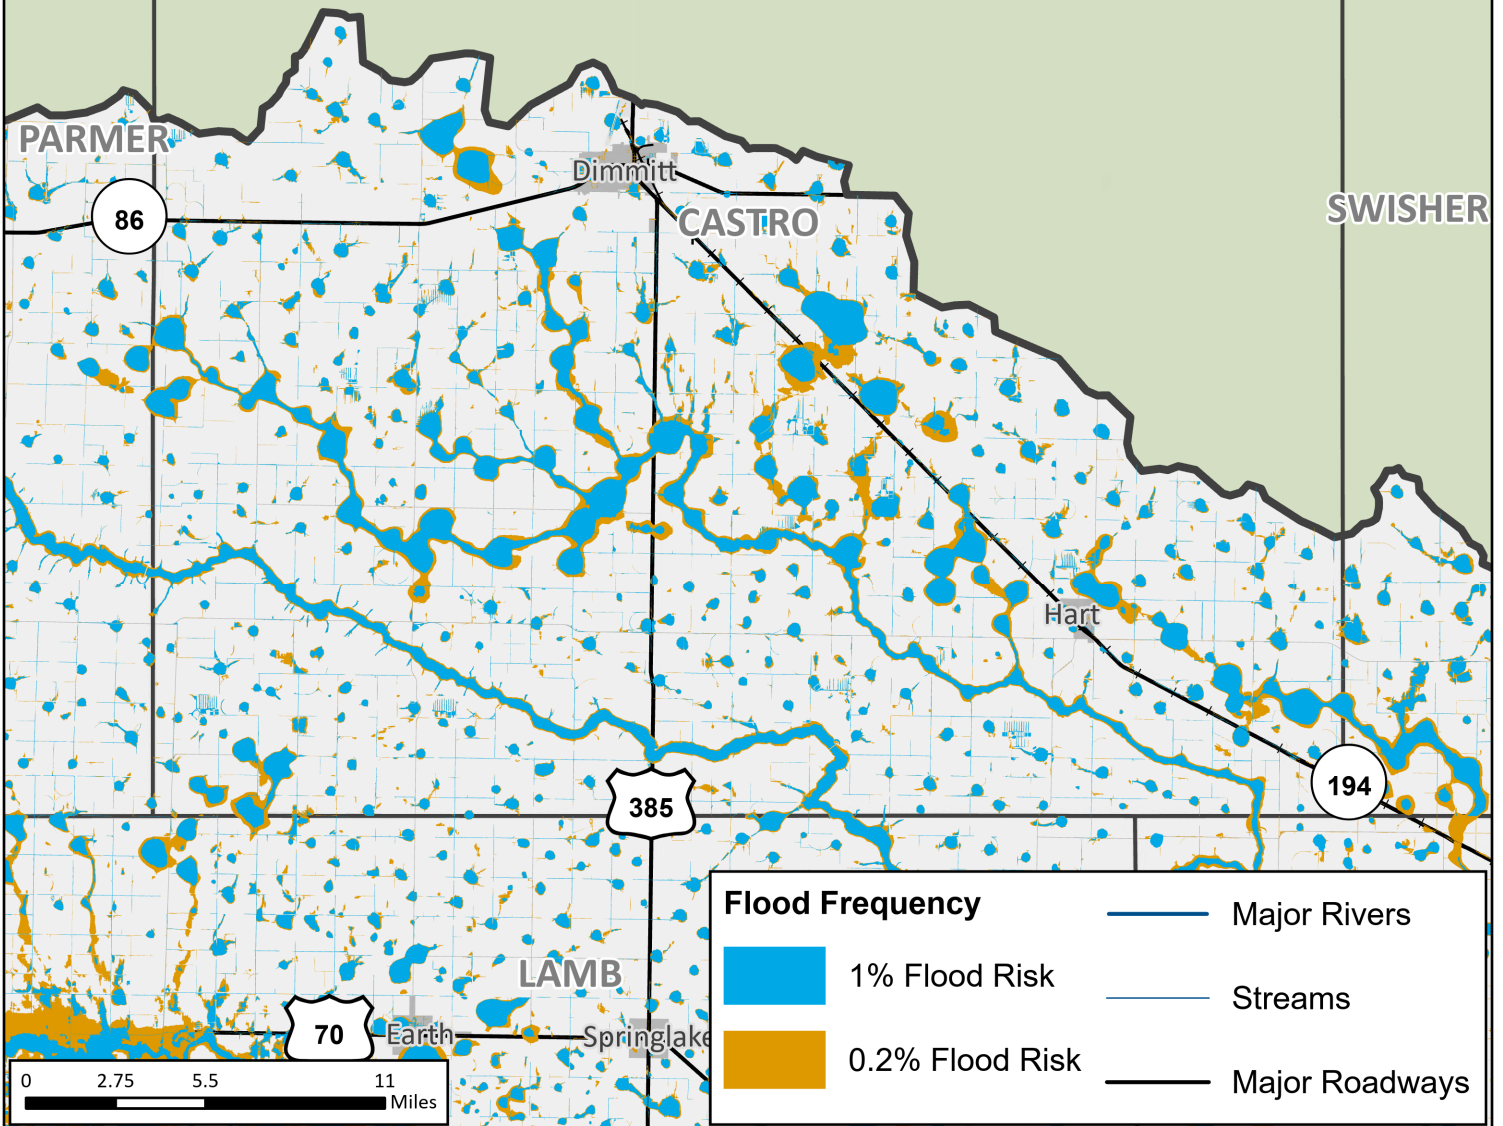 PARMER
Dimmitt
86
CASTRO
SWISHER
Hart
385
194
LAMB
70
Earth
Springlake
Flood Frequency
1% Flood Risk
0.2% Flood Risk
Major Rivers
Streams
Major Roadways
0 2.75 5.5 11
Miles